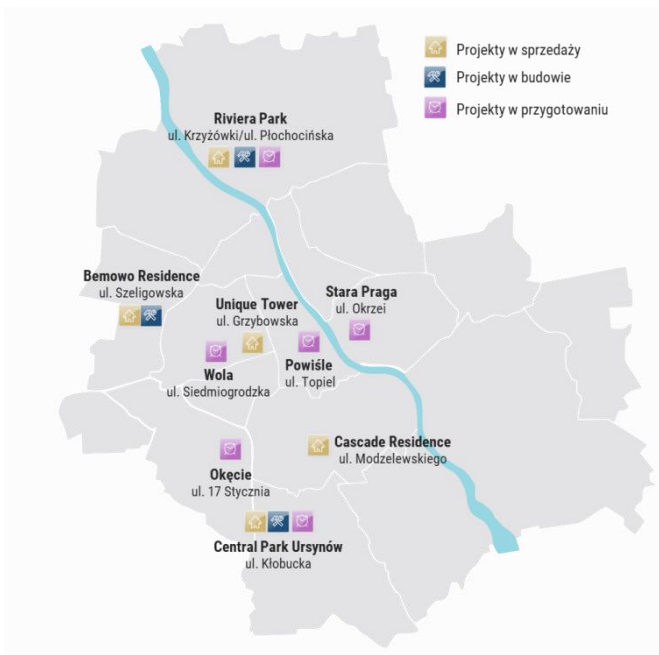 Projekty w sprzedaży
Projekty w budowie
Projekty w przygotowaniu
Riviera Park
ul. Krzyżówki/ul. Płochocińska
Bemowo Residence
ul. Szeligowska
Unique Tower
ul. Grzybowska
Stara Praga
ul. Okrzei
Wola
ul. Siedmiogrodzka
Powiśle
ul. Topiel
Cascade Residence
ul. Modzelewskiego
Okęcie
ul. 17 Stycznia
Central Park Ursynów
ul. Kłobucka